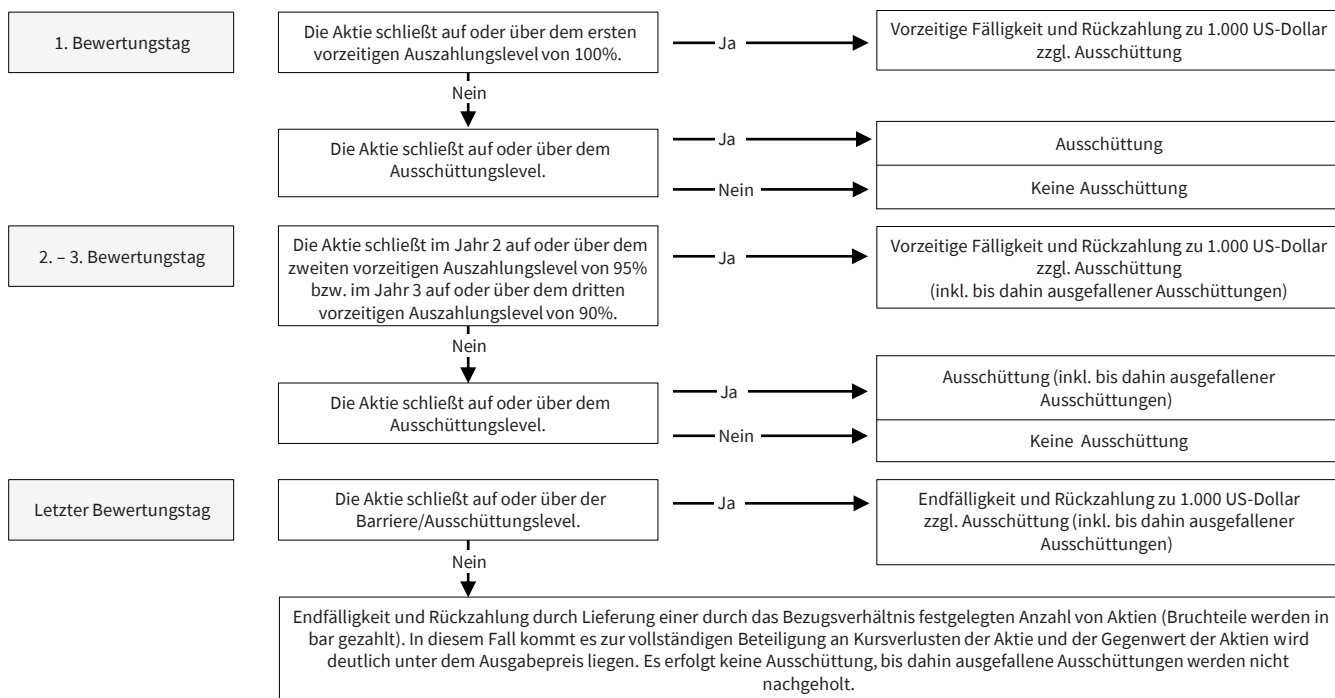 1. Bewertungstag
Die Aktie schließt auf oder über dem ersten
vorzeitigen Auszahlungslevel von 100%.
Ja
Vorzeitige Fälligkeit und Rückzahlung zu 1.000 US-Dollar
zzgl. Ausschüttung
Nein
Die Aktie schließt auf oder über dem
Ausschüttungslevel.
Ja
Ausschüttung
Nein
Keine Ausschüttung
2. – 3. Bewertungstag
Die Aktie schließt im Jahr 2 auf oder über dem
zweiten vorzeitigen Auszahlungslevel von 95%
bzw. im Jahr 3 auf oder über dem dritten
vorzeitigen Auszahlungslevel von 90%.
Ja
Vorzeitige Fälligkeit und Rückzahlung zu 1.000 US-Dollar
zzgl. Ausschüttung
(inkl. bis dahin ausgefallener Ausschüttungen)
Nein
Die Aktie schließt auf oder über dem
Ausschüttungslevel.
Ja
Ausschüttung (inkl. bis dahin ausgefallener
Ausschüttungen)
Nein
Keine Ausschüttung
Letzter Bewertungstag
Die Aktie schließt auf oder über der
Barriere/Ausschüttungslevel.
Ja
Endfälligkeit und Rückzahlung zu 1.000 US-Dollar
zzgl. Ausschüttung (inkl. bis dahin ausgefallener
Ausschüttungen)
Nein
Endfälligkeit und Rückzahlung durch Lieferung einer durch das Bezugsverhältnis festgelegten Anzahl von Aktien (Bruchteile werden in
bar gezahlt). In diesem Fall kommt es zur vollständigen Beteiligung an Kursverlusten der Aktie und der Gegenwert der Aktien wird
deutlich unter dem Ausgabepreis liegen. Es erfolgt keine Ausschüttung, bis dahin ausgefallene Ausschüttungen werden nicht
nachgeholt.